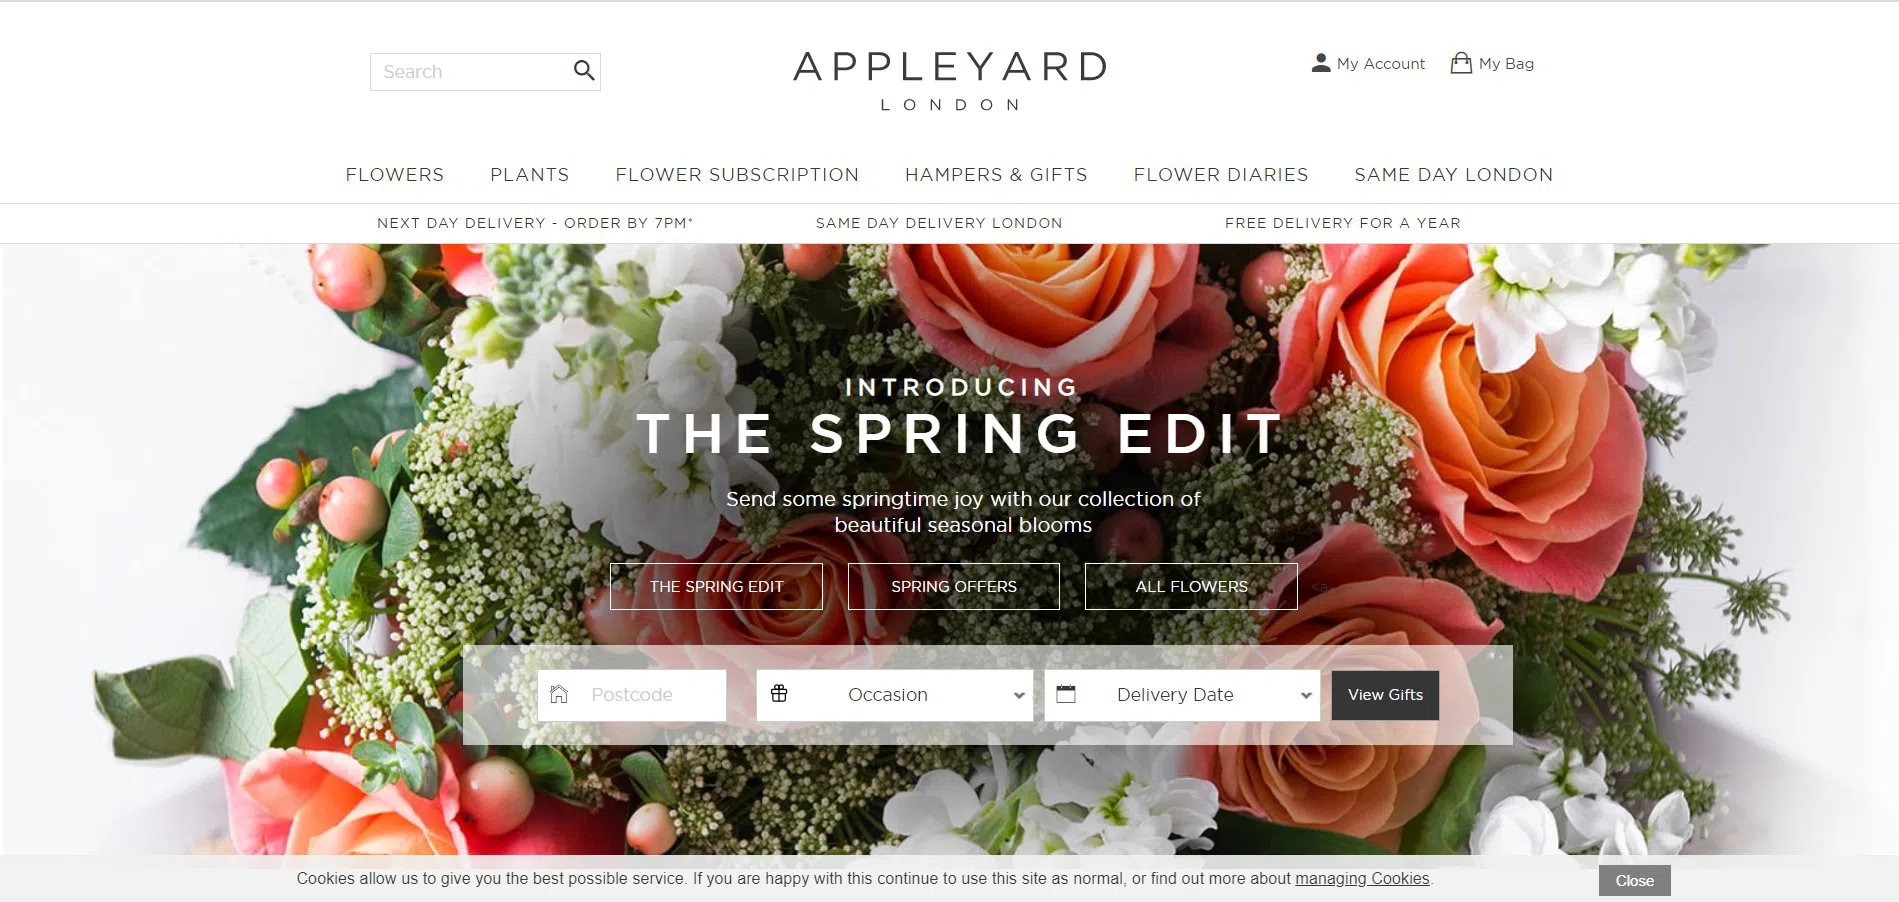 Search
APPLEYARD
LONDON
My Account
My Bag
FLOWERS
PLANTS
FLOWER SUBSCRIPTION
HAMPERS & GIFTS
FLOWER DIARIES
SAME DAY LONDON
NEXT DAY DELIVERY - ORDER BY 7PM*
SAME DAY DELIVERY LONDON
FREE DELIVERY FOR A YEAR
INTRODUCING
THE SPRING EDIT
Send some springtime joy with our collection of
beautiful seasonal blooms
THE SPRING EDIT
SPRING OFFERS
ALL FLOWERS
<a
Postcode
Occasion
Delivery Date
View Gifts
Cookies allow us to give you the best possible service. If you are happy with this continue to use this site as normal, or find out more about managing Cookies.
Close